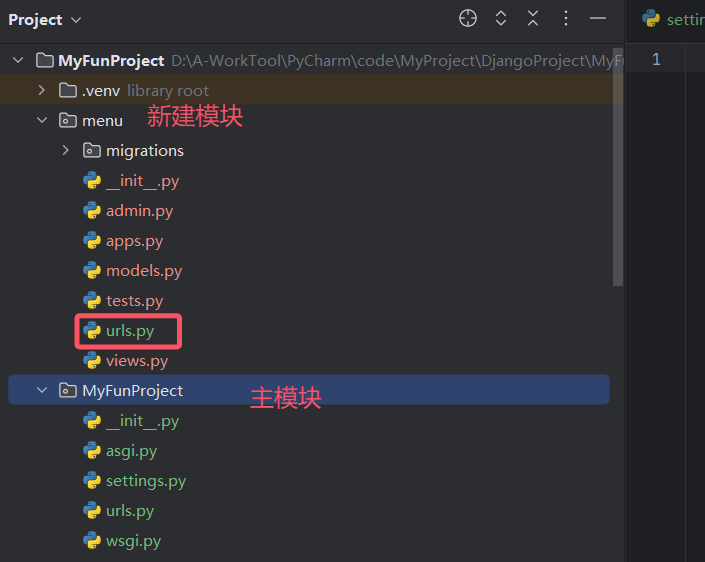 Project
settin
MyFunProject D:\A-WorkTool\PyCharm\code\MyProject\DjangoProject\MyFu
1
.venv library root
menu 新建模块
migrations
__init__.py
admin.py
apps.py
models.py
tests.py
urls.py
views.py
MyFunProject 主模块
__init__.py
asgi.py
settings.py
urls.py
wsgi.py